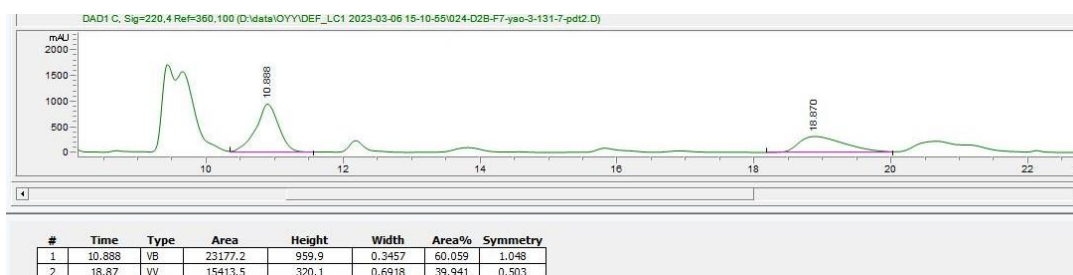 DAD1 C, Sig=220,4 Ref=360,100 (D:\data\OYY\DEF_LC1 2023-03-06 15-10-55\024-D2B-F7-yao-3-131-7-pdt2.D)
mAU
2000
1500
1000
500
0
10.888
18.870
10 12 14 16 18 20 22
# Time Type Area Height Width Area% Symmetry
1 10.888 VB 23177.2 959.9 0.3457 60.059 1.048
2 18.87 VV 15413.5 320.1 0.6918 39.941 0.503